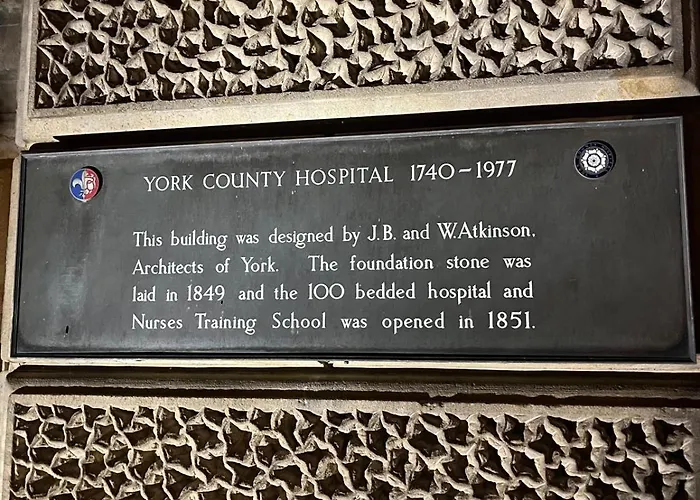 YORK COUNTY HOSPITAL 1740-1977
This building was designed by J.B. and W.Atkinson,
Architects of York. The foundation stone was
laid in 1849 and the 100 bedded hospital and
Nurses Training School was opened in 1851.